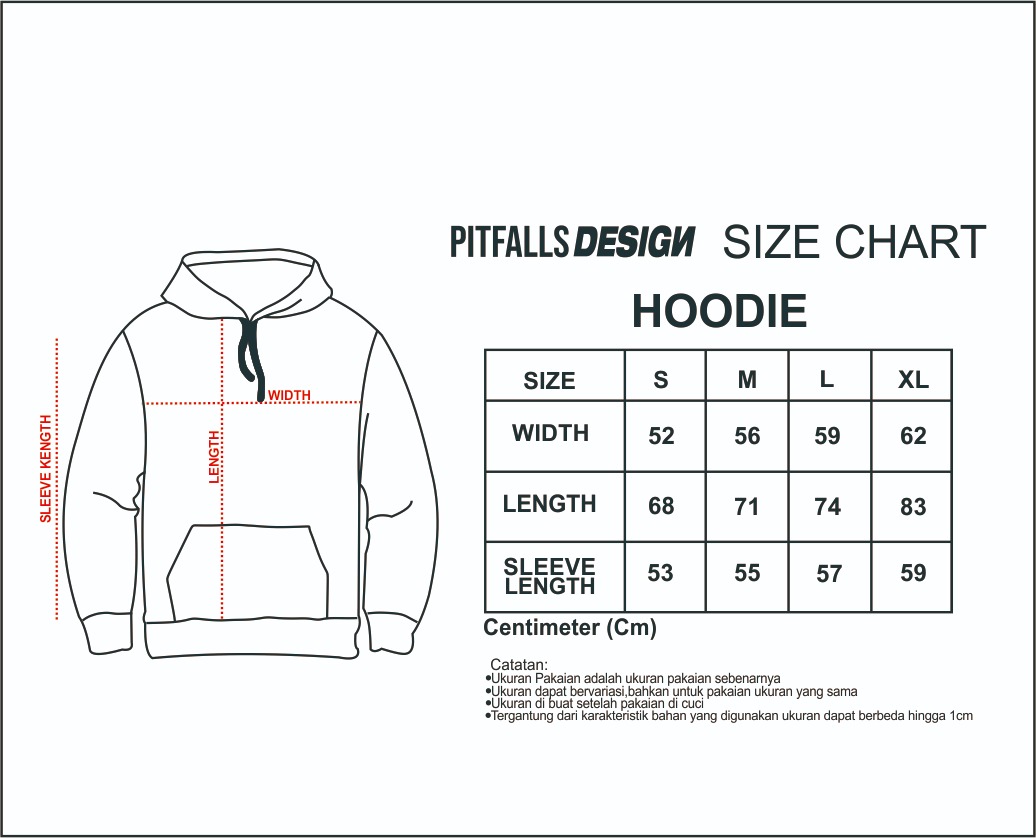 PITFALLS DESIGN SIZE CHART
HOODIE
SIZE S M L XL
WIDTH 52 56 59 62
LENGTH 68 71 74 83
SLEEVE
LENGTH 53 55 57 59
Centimeter (Cm)
Catatan:
•Ukuran Pakaian adalah ukuran pakaian sebenarnya
•Ukuran dapat bervariasi,bahkan untuk pakaian ukuran yang sama
•Ukuran di buat setelah pakaian di cuci
•Tergantung dari karakteristik bahan yang digunakan ukuran dapat berbeda hingga 1cm
WIDTH
LENGTH
SLEEVE KENGTH